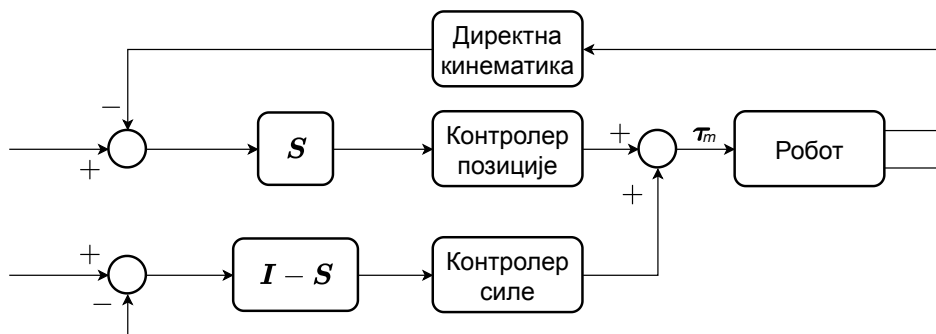 Директна
кинематика
−
+
S
Контролер
позиције
+
+
τm
Робот
+
−
I − S
Контролер
силе